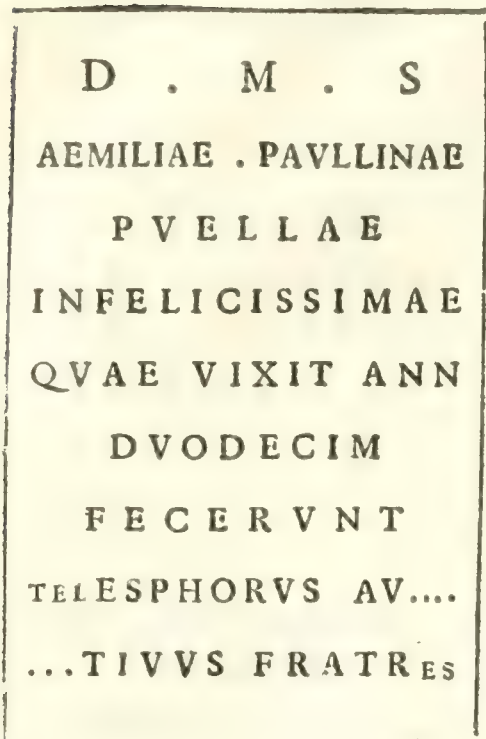 D . M . S
AEMILIAE . PAVLLINAE
PVELLAE
INFELICISSIMAE
QVAE VIXIT ANN
DVODECIM
FECERVNT
TELESPHORVS AV....
...TIVVS FRATRES